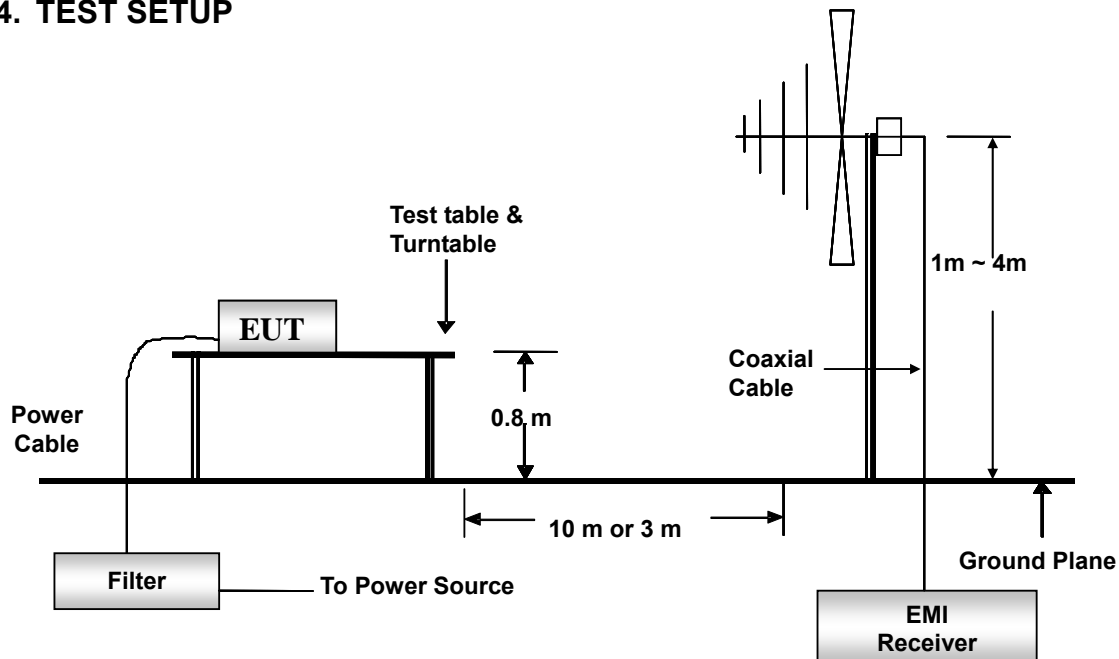 4. TEST SETUP
Test table &
Turntable
1m ~ 4m
EUT
Coaxial
Cable
0.8 m
Power
Cable
10 m or 3 m
Ground Plane
Filter
To Power Source
EMI
Receiver